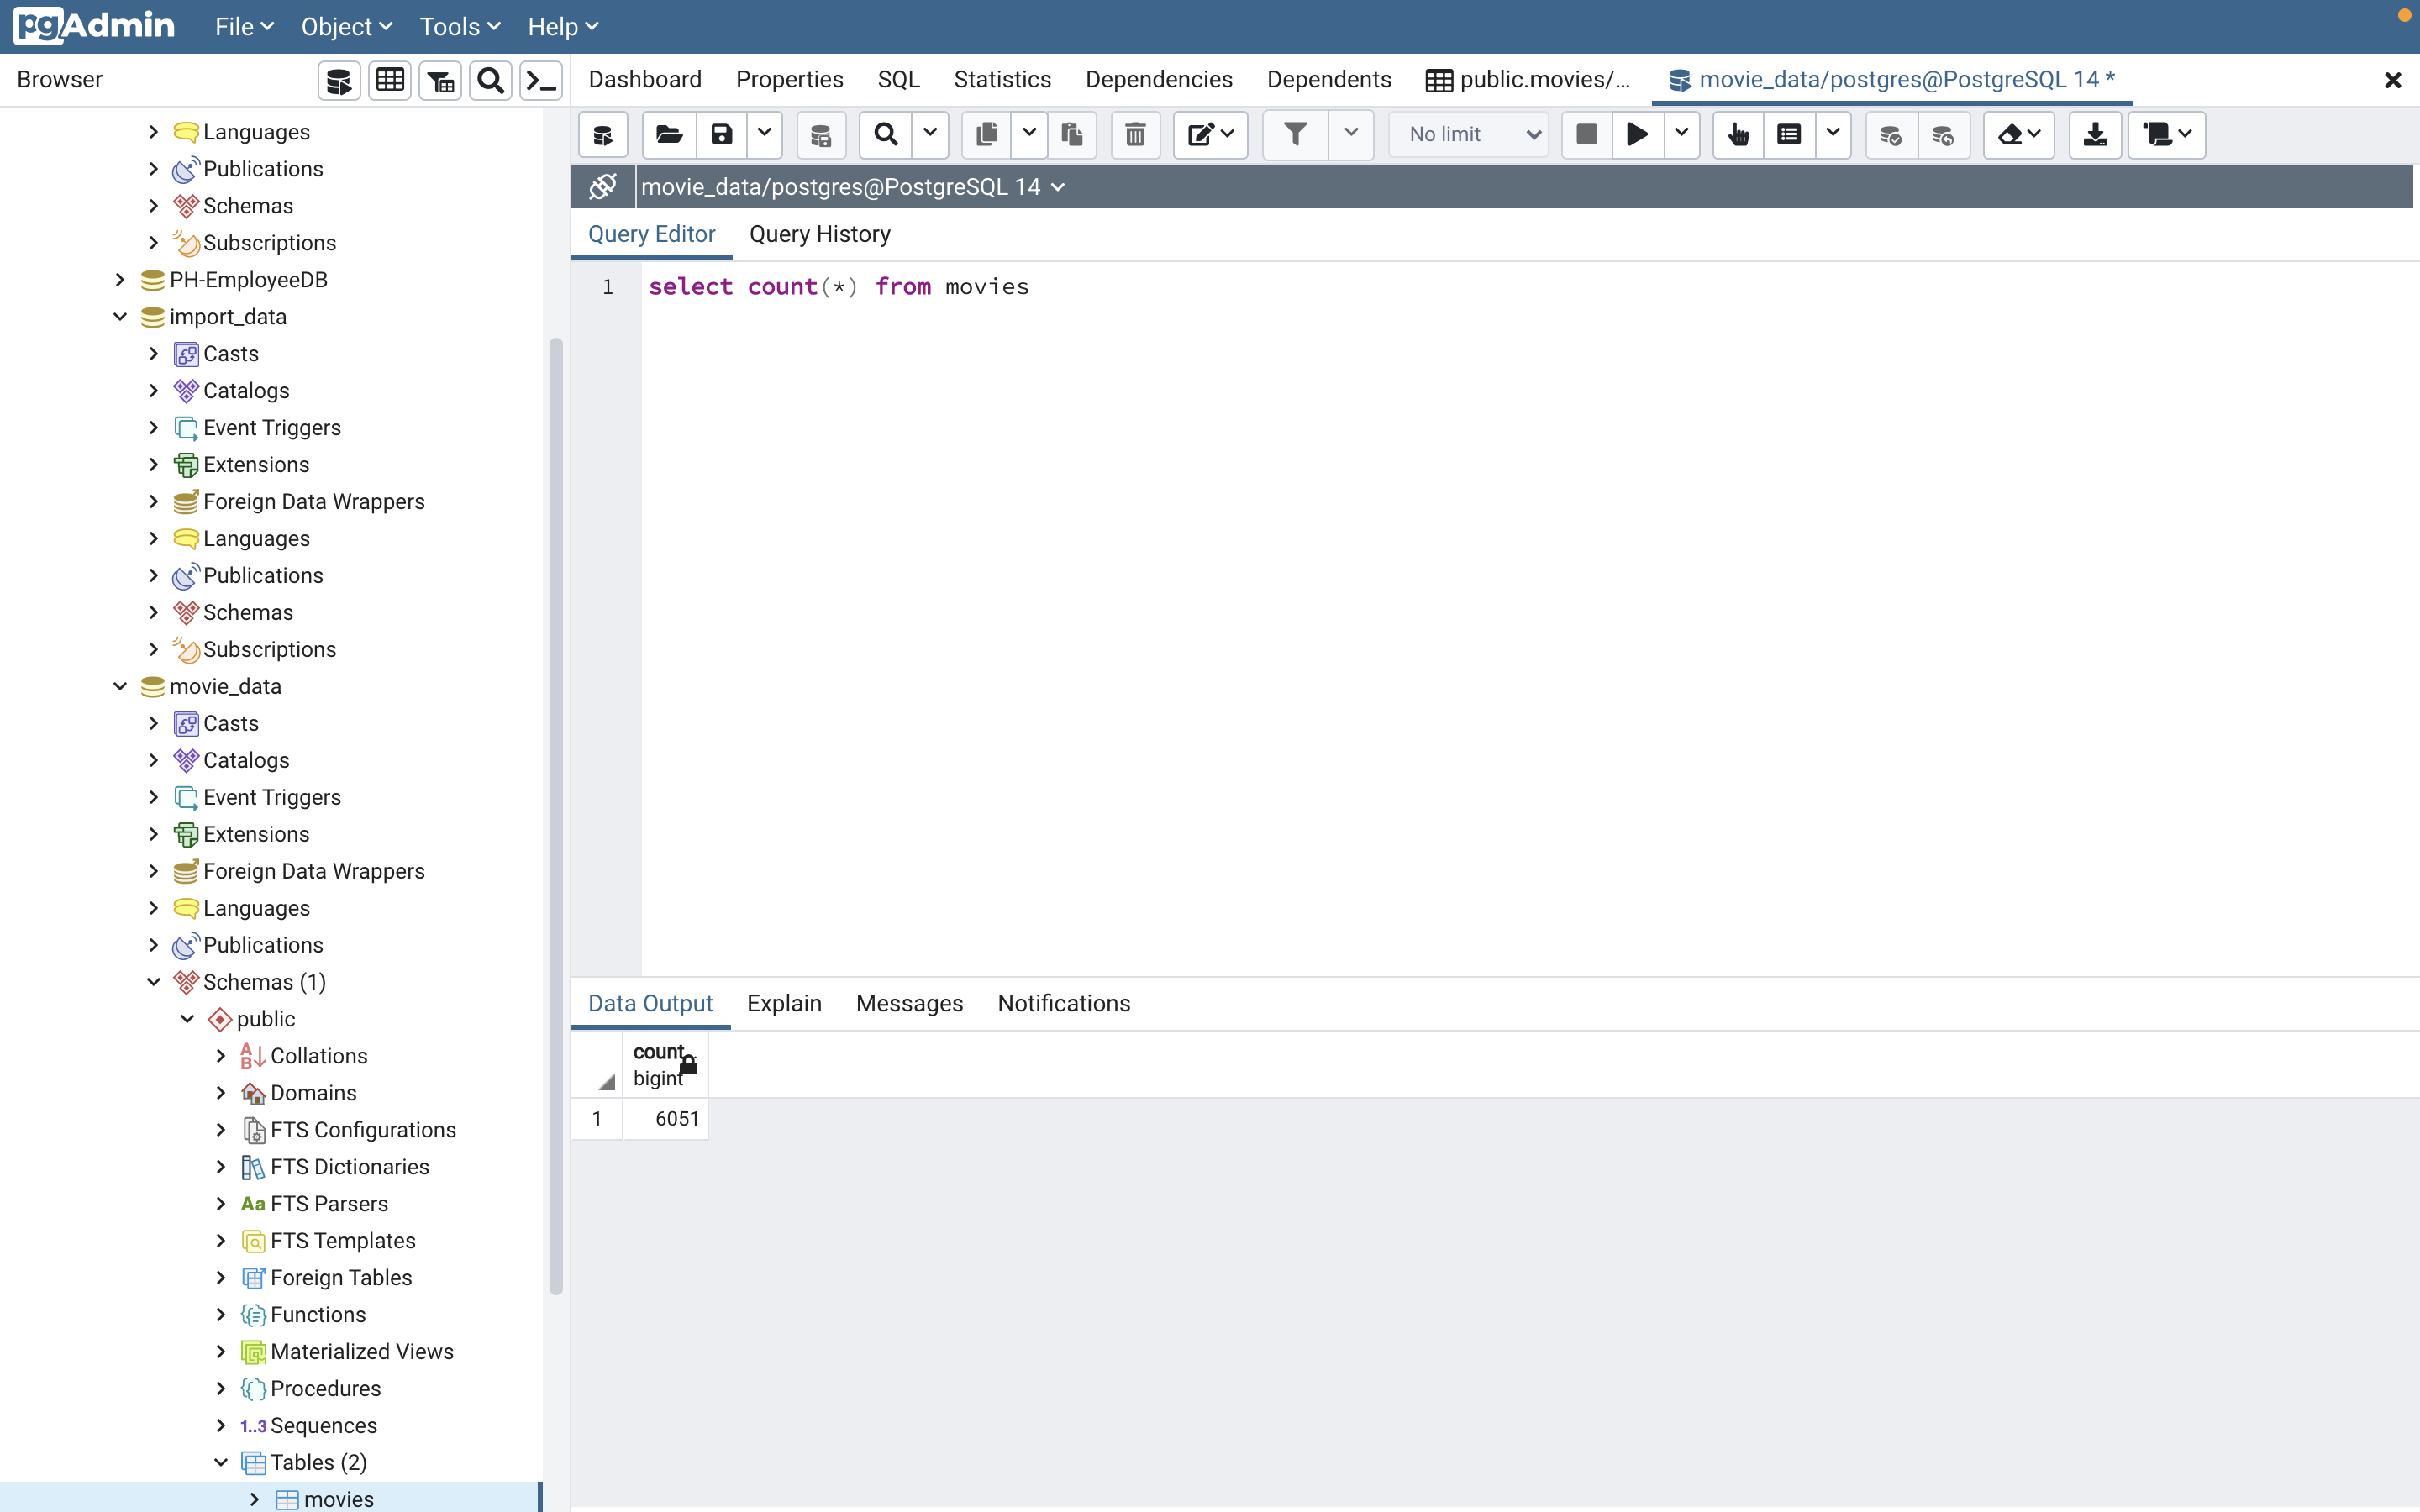 pgAdmin File Object Tools Help
Browser
Dashboard Properties SQL Statistics Dependencies Dependents public.movies/... movie_data/postgres@PostgreSQL 14 *
No limit
movie_data/postgres@PostgreSQL 14
Query Editor Query History
1 select count(*) from movies
Languages
Publications
Schemas
Subscriptions
PH-EmployeeDB
import_data
Casts
Catalogs
Event Triggers
Extensions
Foreign Data Wrappers
Languages
Publications
Schemas
Subscriptions
movie_data
Casts
Catalogs
Event Triggers
Extensions
Foreign Data Wrappers
Languages
Publications
Schemas (1)
public
Collations
Domains
FTS Configurations
FTS Dictionaries
Aa FTS Parsers
FTS Templates
Foreign Tables
Functions
Materialized Views
Procedures
1..3 Sequences
Tables (2)
movies
Data Output Explain Messages Notifications
count
bigint
1 6051